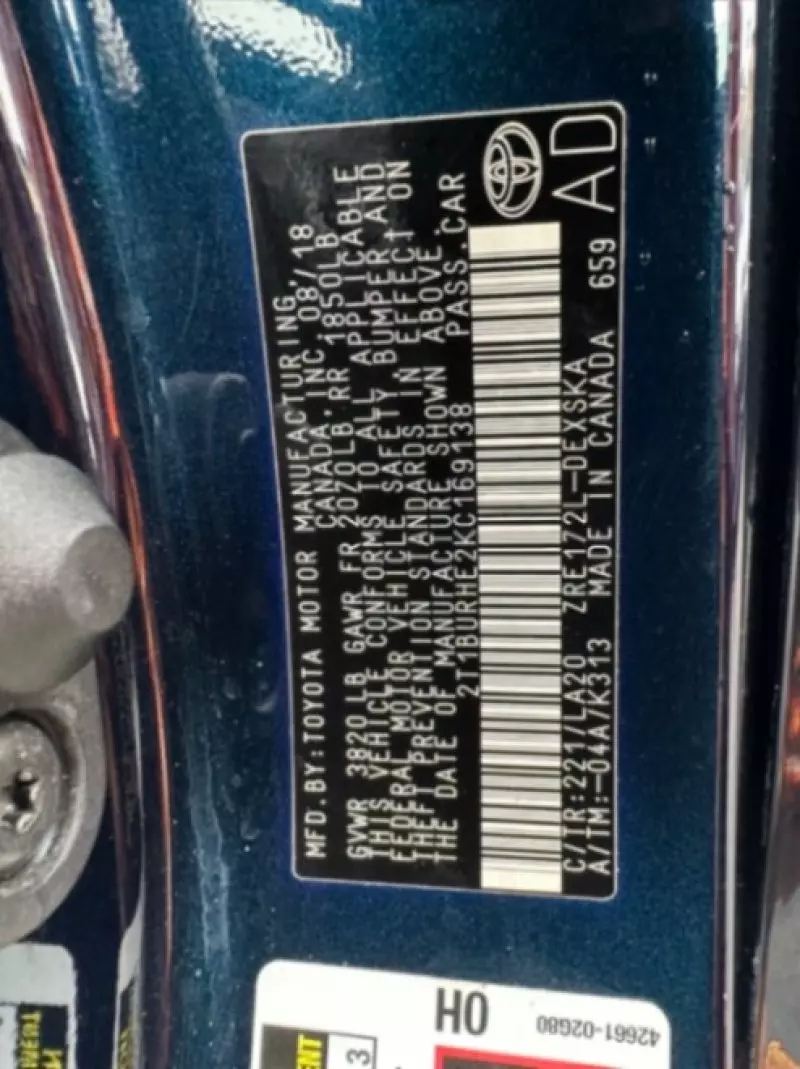 MFD.BY:TOYOTA MOTOR MANUFACTURING,
CANADA,INC. 08/18
GVWR 3820LB GAWR FR 2070LB RR 1850LB
THIS VEHICLE CONFORMS TO ALL APPLICABLE
FEDERAL MOTOR VEHICLE SAFETY, BUMPER AND
THEFT PREVENTION STANDARDS IN EFFECT ON
THE DATE OF MANUFACTURE SHOWN ABOVE.
2T1BURHE2KC169138 PASS.CAR
C/TR:221/LA20 ZRE172L-DEXSKA
A/TM:-04A/K313 MADE IN CANADA 659
AD
OH
42661-02G80
3